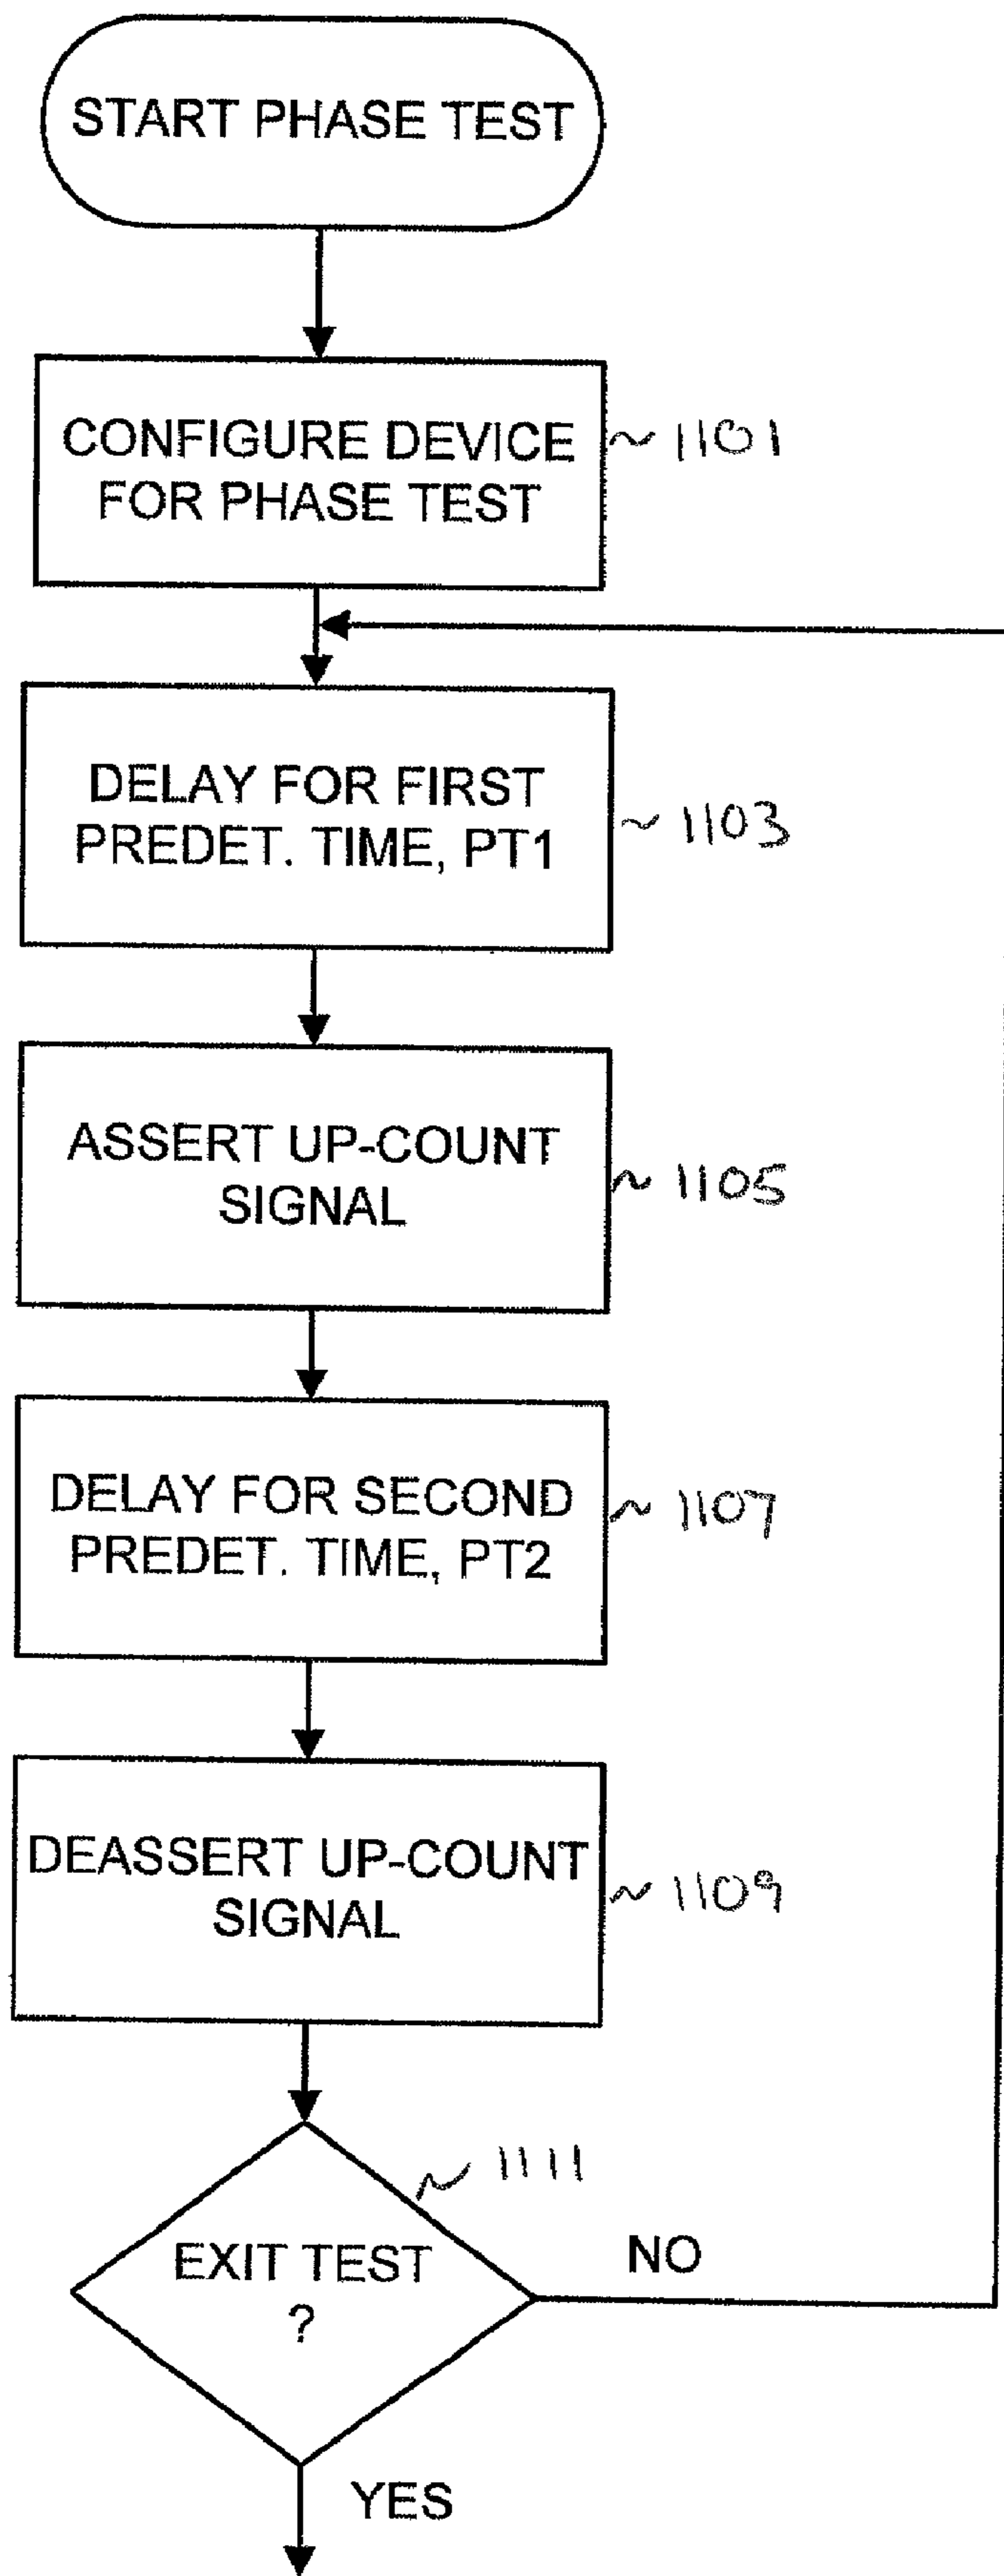 START PHASE TEST
CONFIGURE DEVICE
FOR PHASE TEST
~ 1101
DELAY FOR FIRST
PREDET. TIME, PT1
~ 1103
ASSERT UP-COUNT
SIGNAL
~ 1105
DELAY FOR SECOND
PREDET. TIME, PT2
~ 1107
DEASSERT UP-COUNT
SIGNAL
~ 1109
~ 1111
EXIT TEST
?
NO
YES